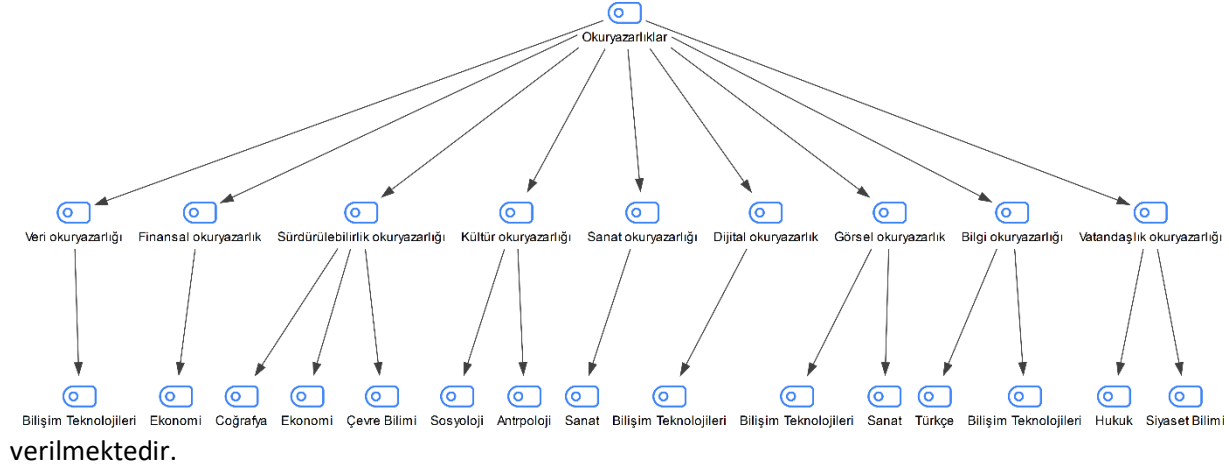 Okuryazarlıklar
Veri okuryazarlığı Finansal okuryazarlık Sürdürülebilirlik okuryazarlığı Kültür okuryazarlığı Sanat okuryazarlığı Dijital okuryazarlık Görsel okuryazarlık Bilgi okuryazarlığı Vatandaşlık okuryazarlığı
Bilişim Teknolojileri Ekonomi Coğrafya Ekonomi Çevre Bilimi Sosyoloji Antrpoloji Sanat Bilişim Teknolojileri Bilişim Teknolojileri Sanat Türkçe Bilişim Teknolojileri Hukuk Siyaset Bilimi
verilmektedir.